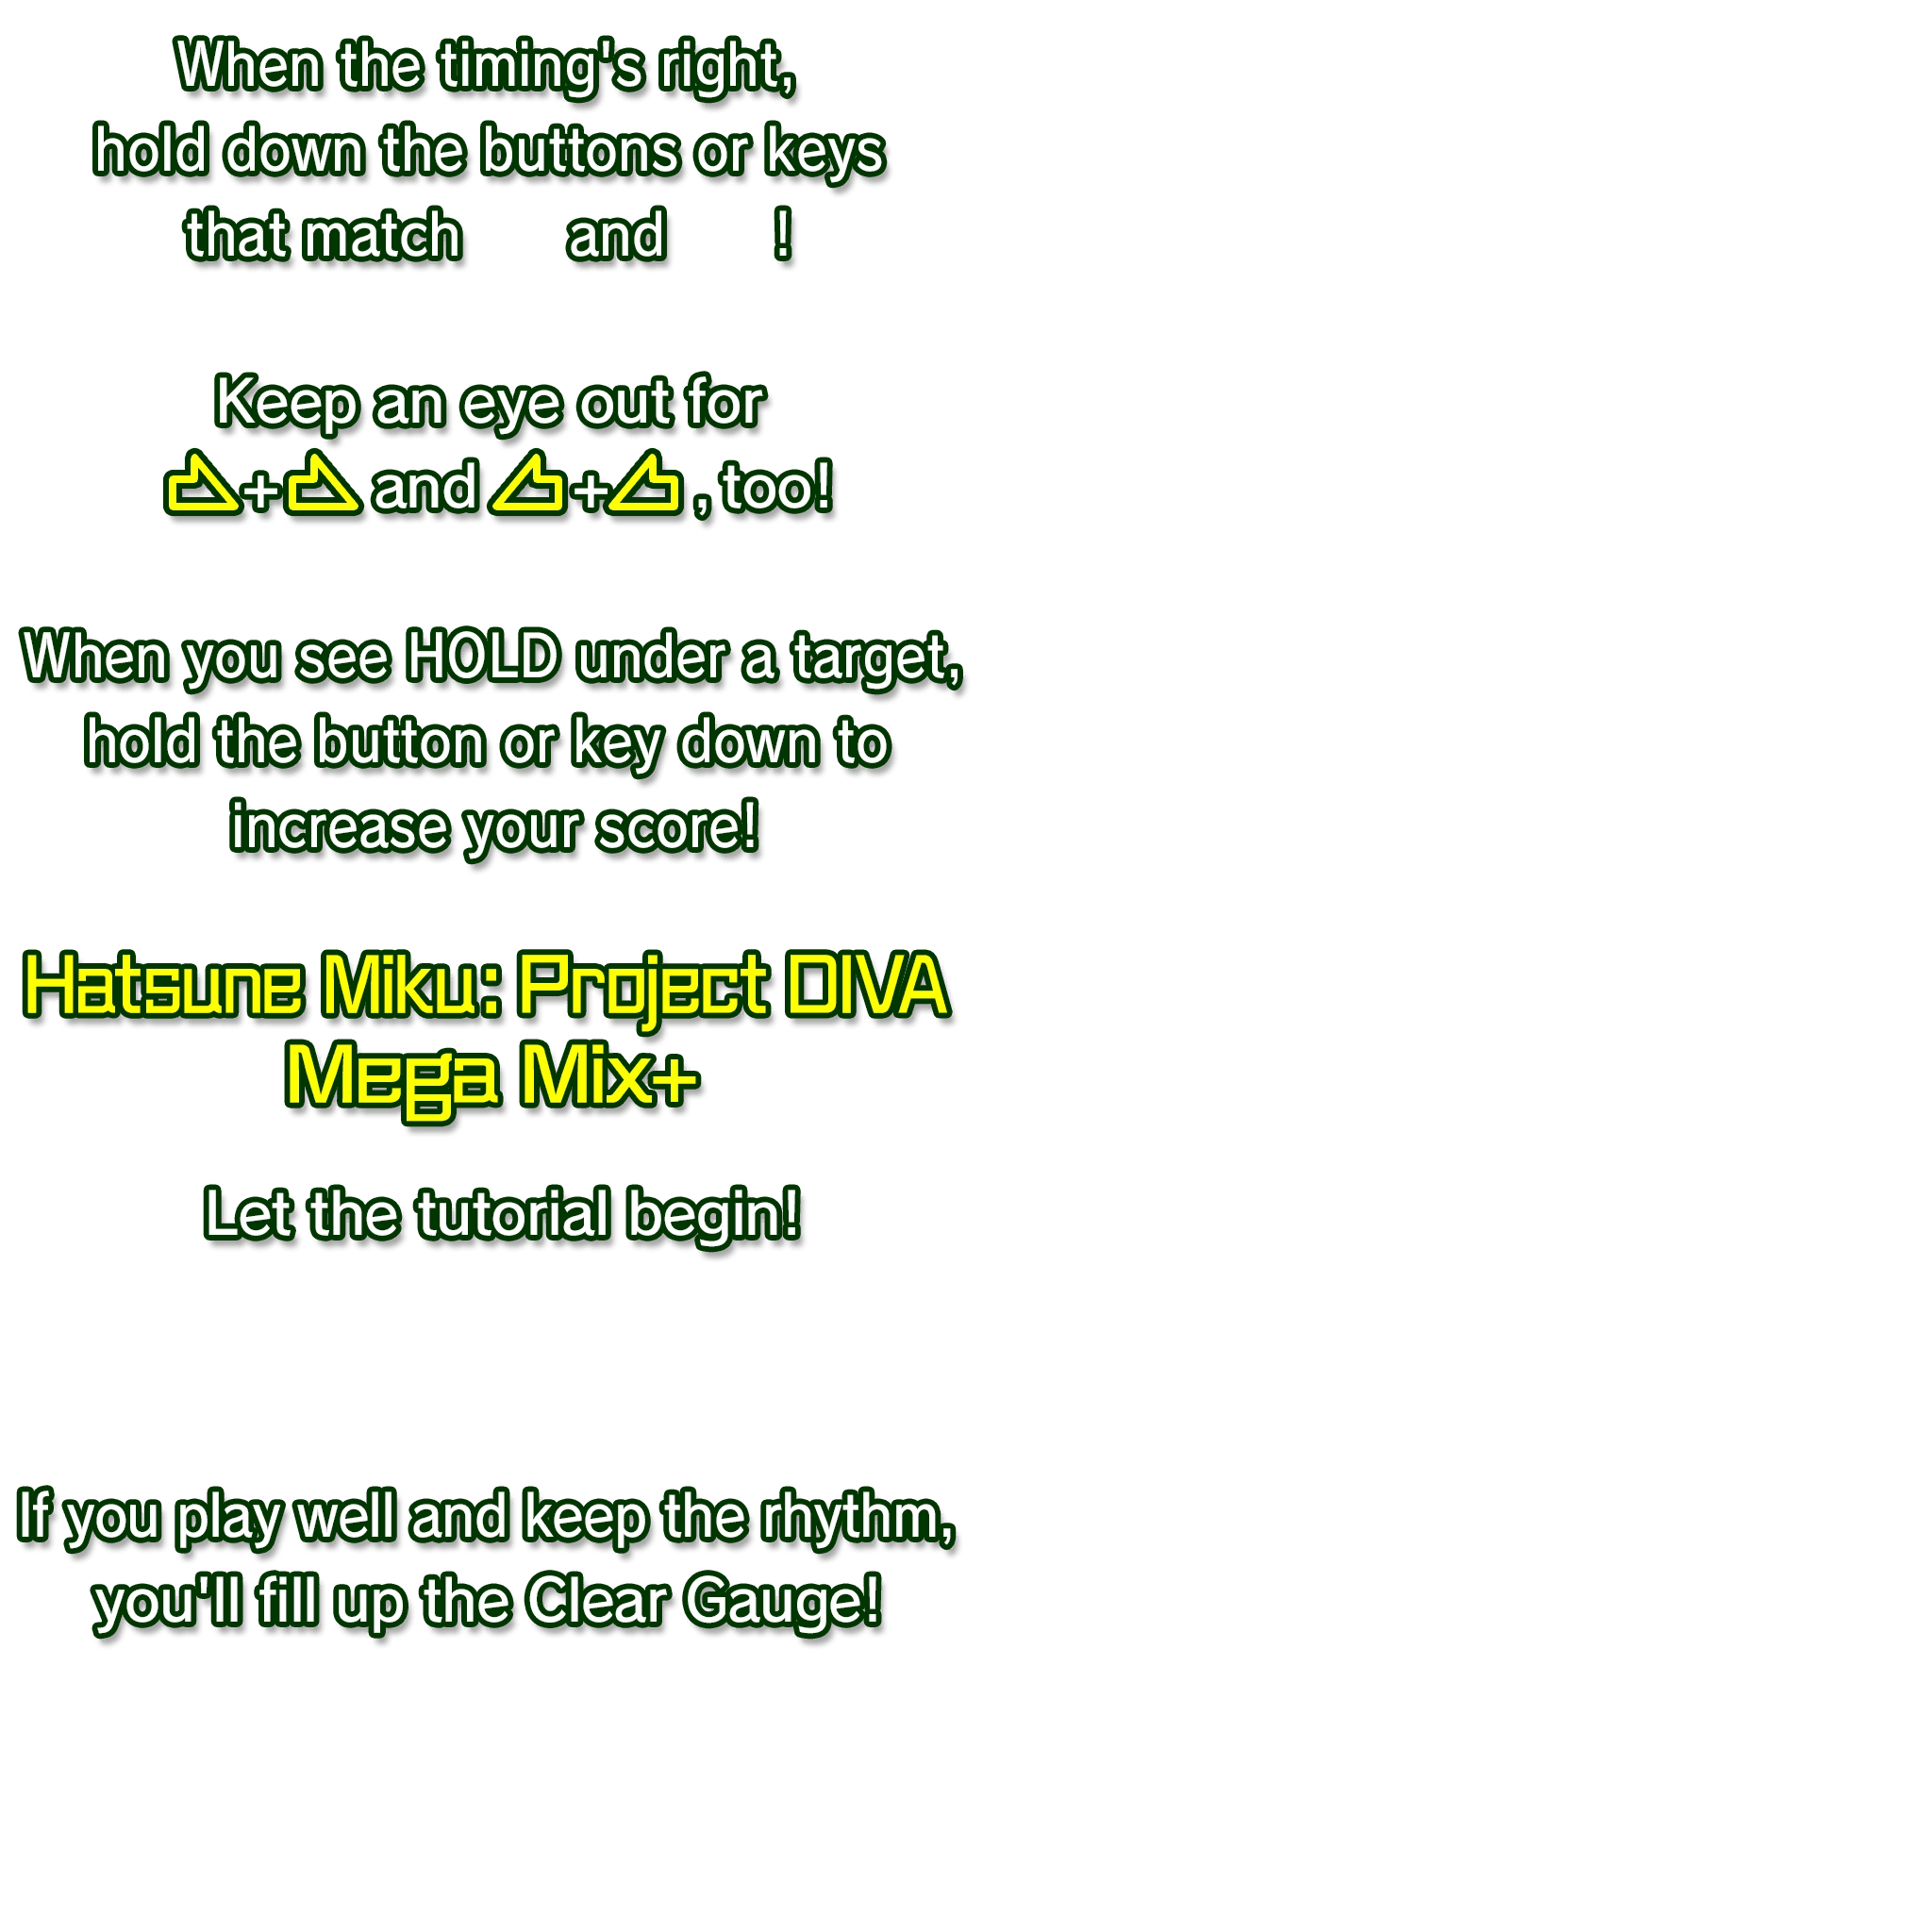 When the timing's right,
hold down the buttons or keys
that match and !
Keep an eye out for
+ and + , too!
When you see HOLD under a target,
hold the button or key down to
increase your score!
Hatsune Miku: Project DIVA
Mega Mix+
Let the tutorial begin!
If you play well and keep the rhythm,
you'll fill up the Clear Gauge!